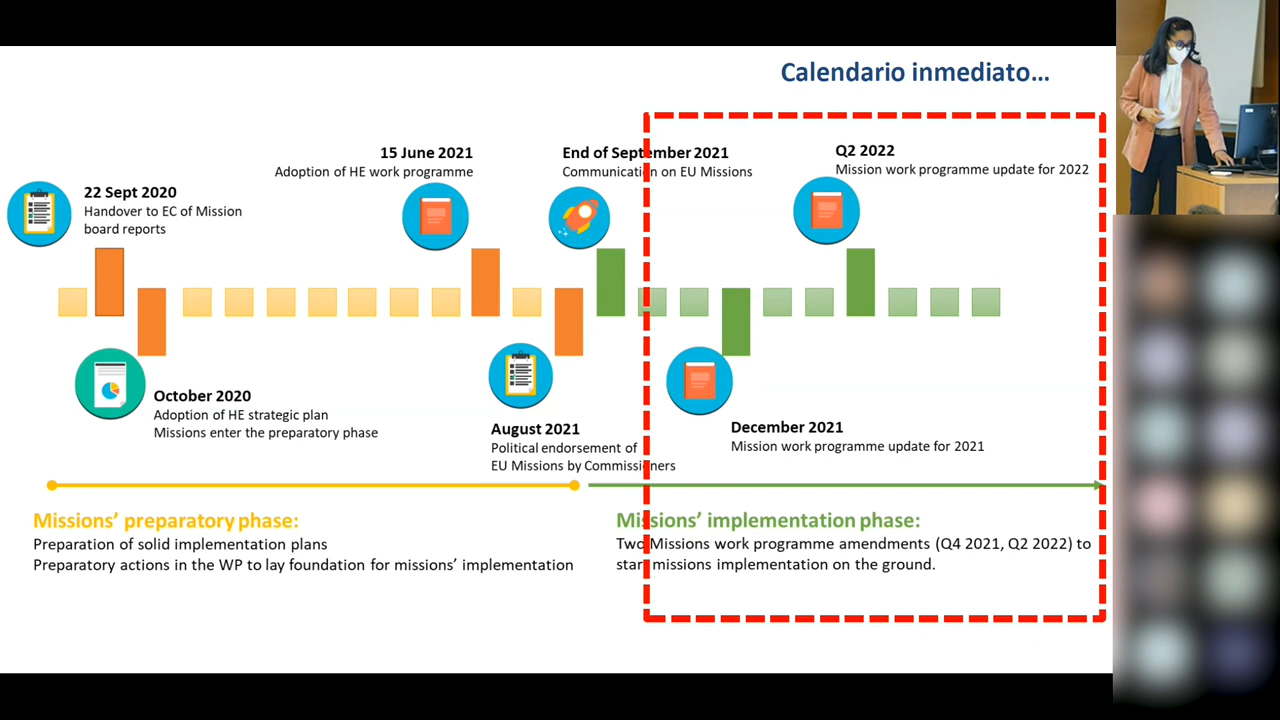 Calendario inmediato...
15 June 2021
Adoption of HE work programme
End of September 2021
Communication on EU Missions
Q2 2022
Mission work programme update for 2022
22 Sept 2020
Handover to EC of Mission
board reports
October 2020
Adoption of HE strategic plan
Missions enter the preparatory phase
August 2021
Political endorsement of
EU Missions by Commissioners
December 2021
Mission work programme update for 2021
Missions' preparatory phase:
Preparation of solid implementation plans
Preparatory actions in the WP to lay foundation for missions' implementation
Missions' implementation phase:
Two Missions work programme amendments (Q4 2021, Q2 2022) to
start missions implementation on the ground.